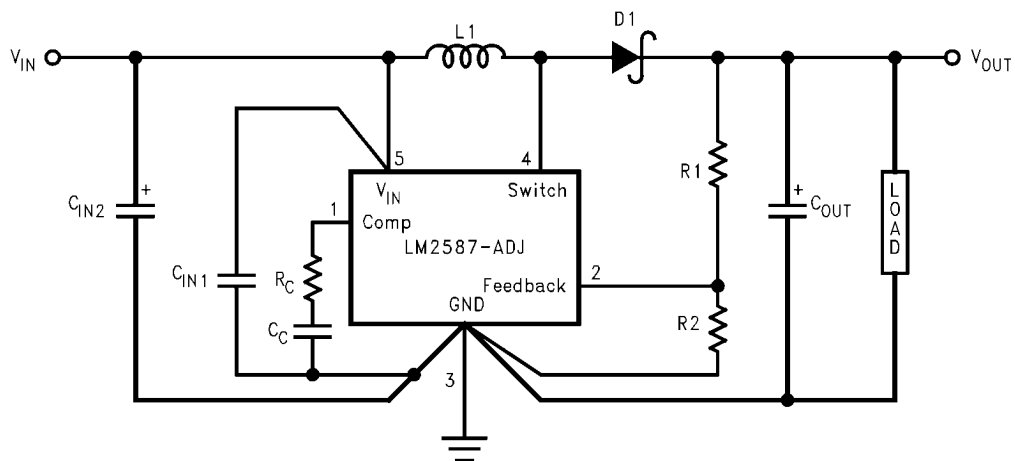 D1
L1
V_IN
V_OUT
5
4
V_IN
Switch
R1
+
C_IN2
1
Comp
+
C_OUT
LOAD
LM2587-ADJ
C_IN1
R_C
2
Feedback
GND
C_C
R2
3